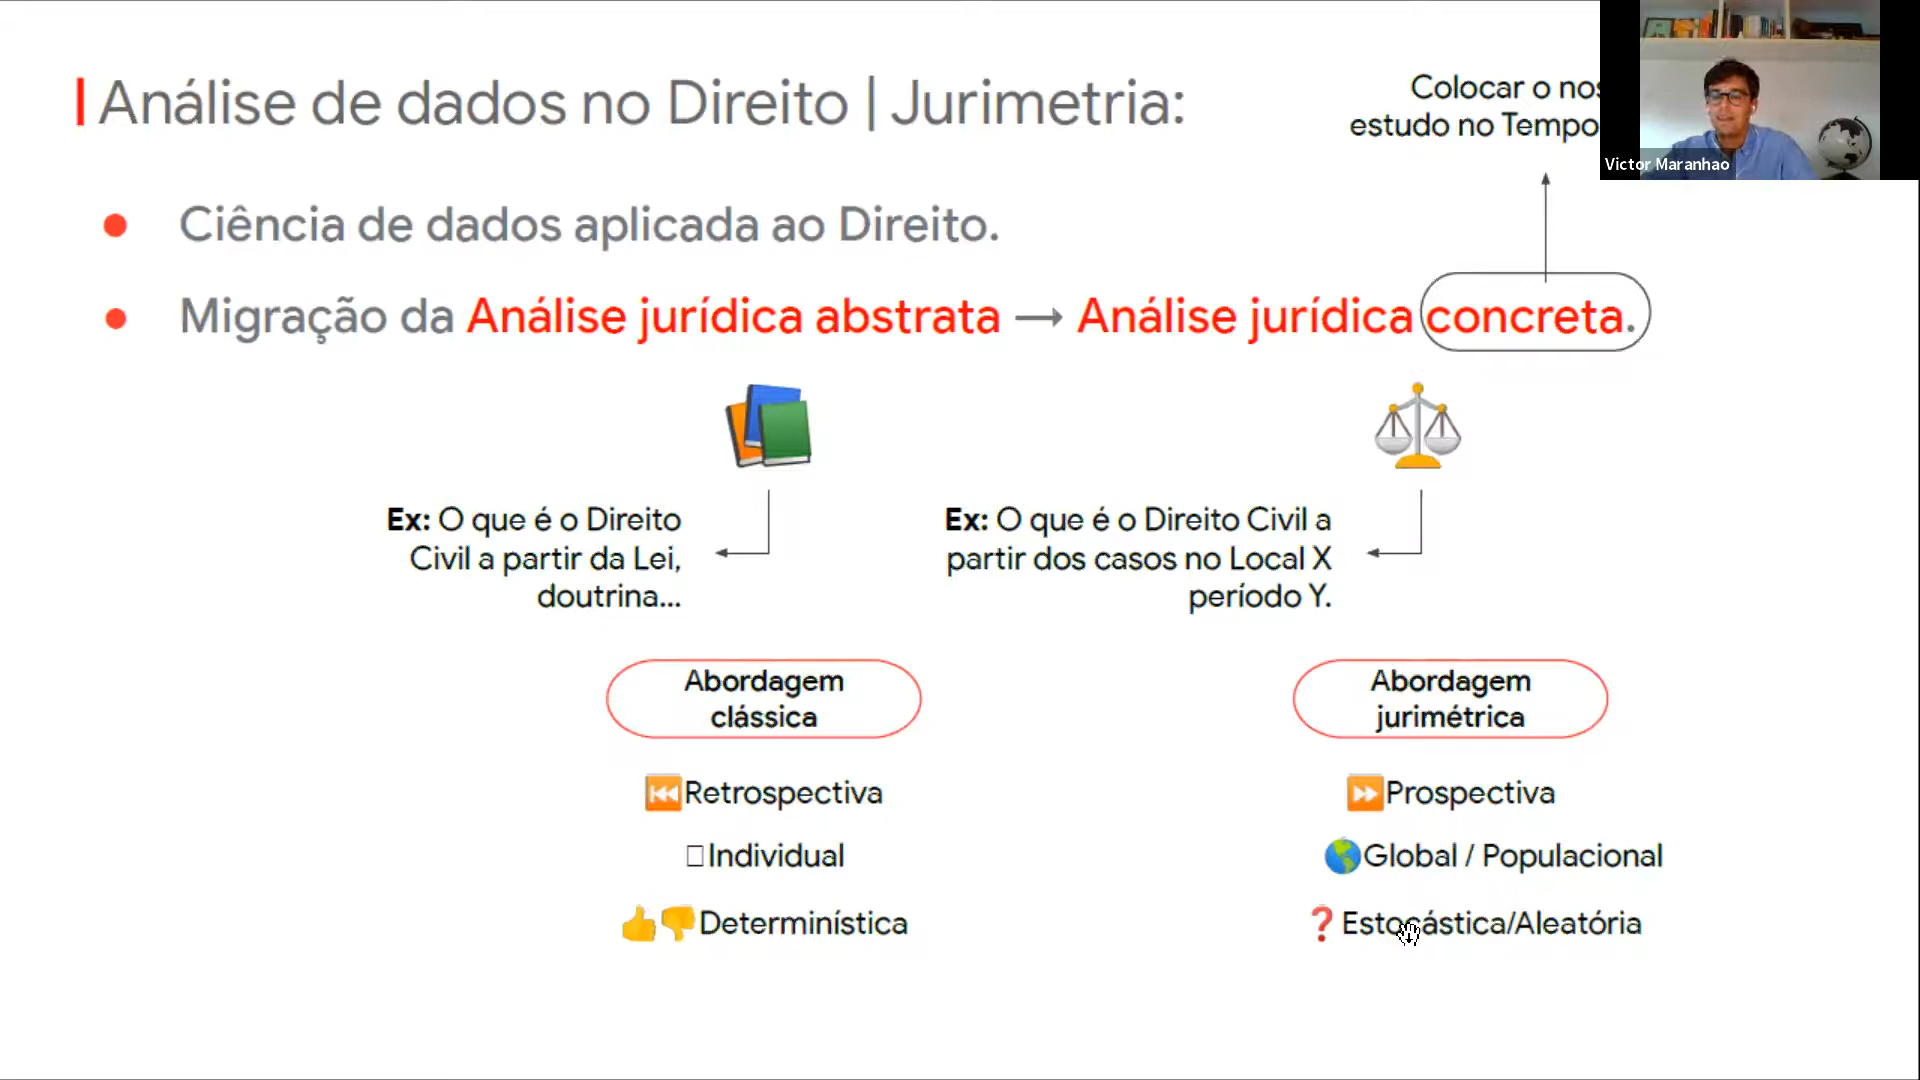 Análise de dados no Direito | Jurimetria:
Colocar o nos
estudo no Tempo
Victor Maranhao
● Ciência de dados aplicada ao Direito.
● Migração da Análise jurídica abstrata → Análise jurídica concreta.
Ex: O que é o Direito
Civil a partir da Lei,
doutrina...
Ex: O que é o Direito Civil a
partir dos casos no Local X
período Y.
Abordagem
clássica
Retrospectiva
Individual
Determinística
Abordagem
jurimétrica
Prospectiva
Global / Populacional
Estocástica/Aleatória